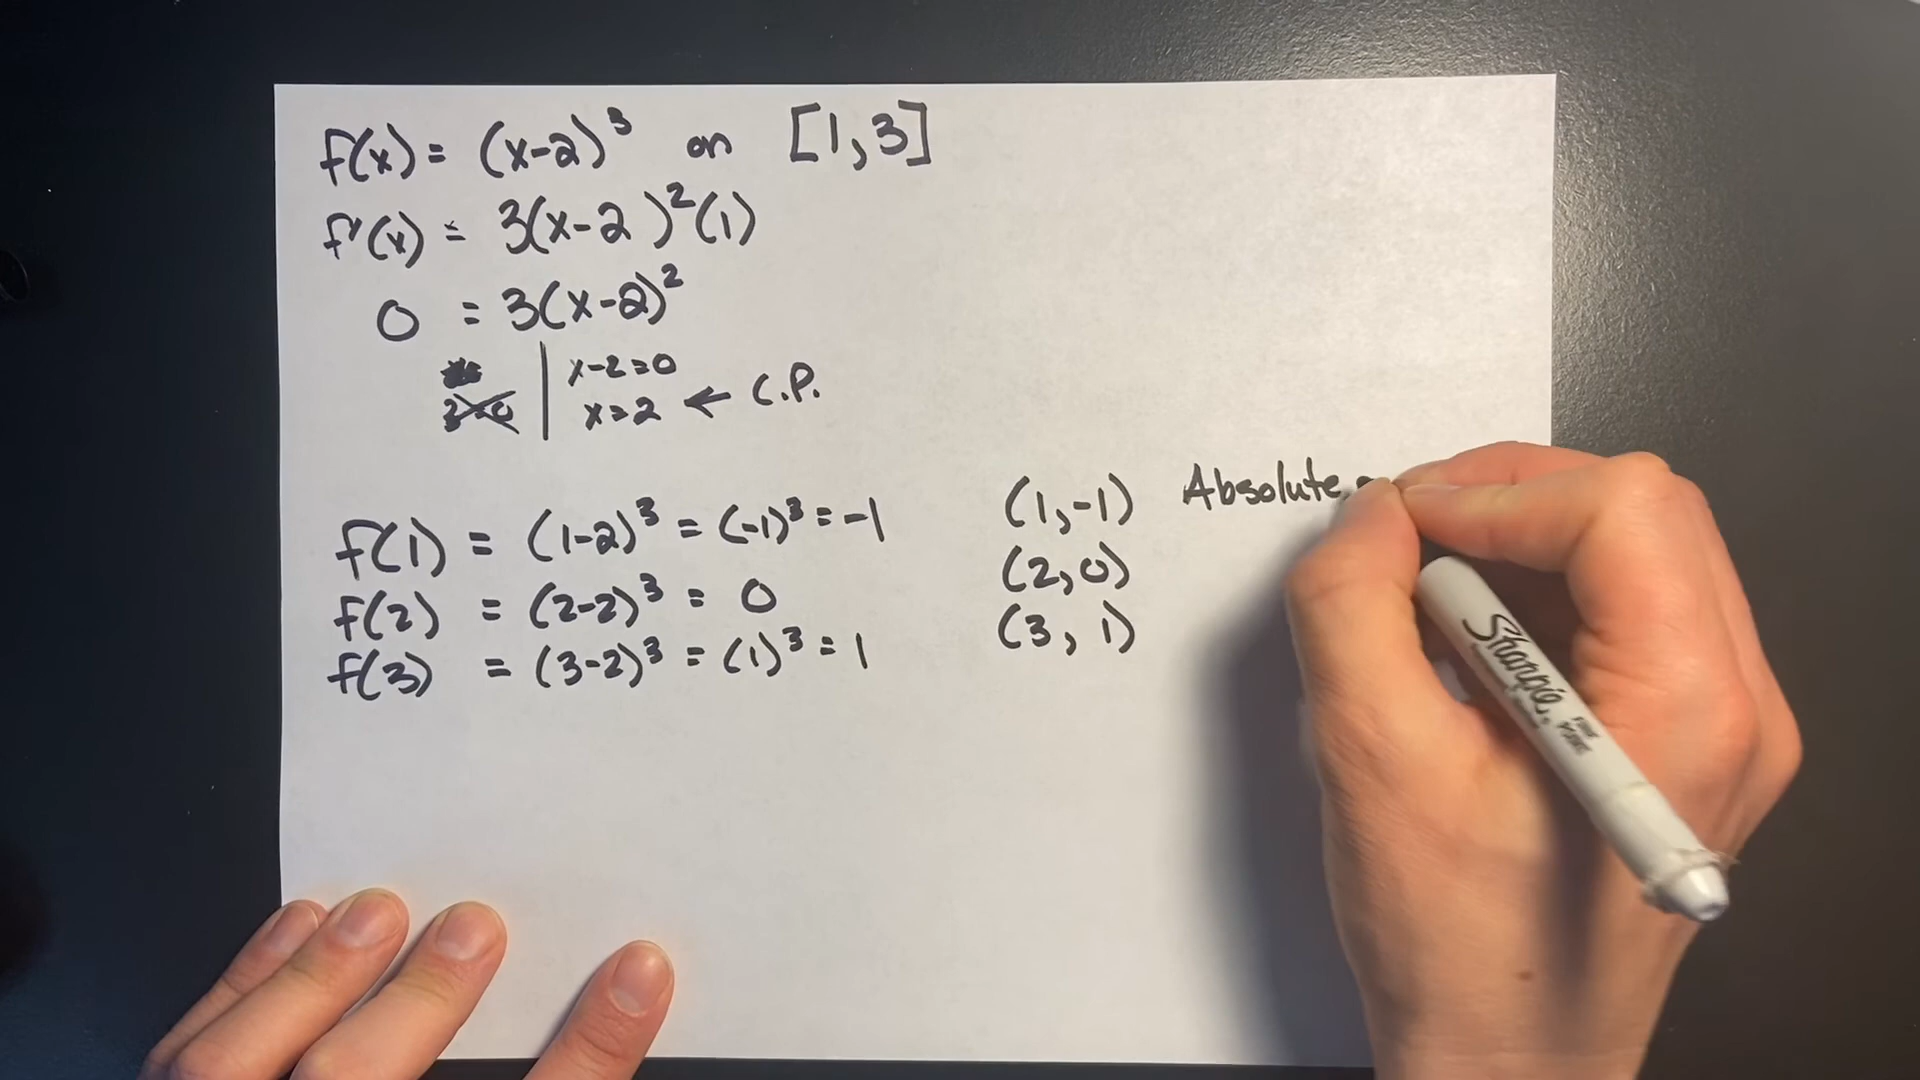 f(x) = (x-2)³ on [1,3]
f'(x) = 3(x-2)²(1)
0 = 3(x-2)²
x-2=0
3=0
x=2 ← C.P.
f(1) = (1-2)³ = (-1)³ = -1
f(2) = (2-2)³ = 0
f(3) = (3-2)³ = (1)³ = 1
(1,-1) Absolute
(2,0)
(3, 1)
Sharpie